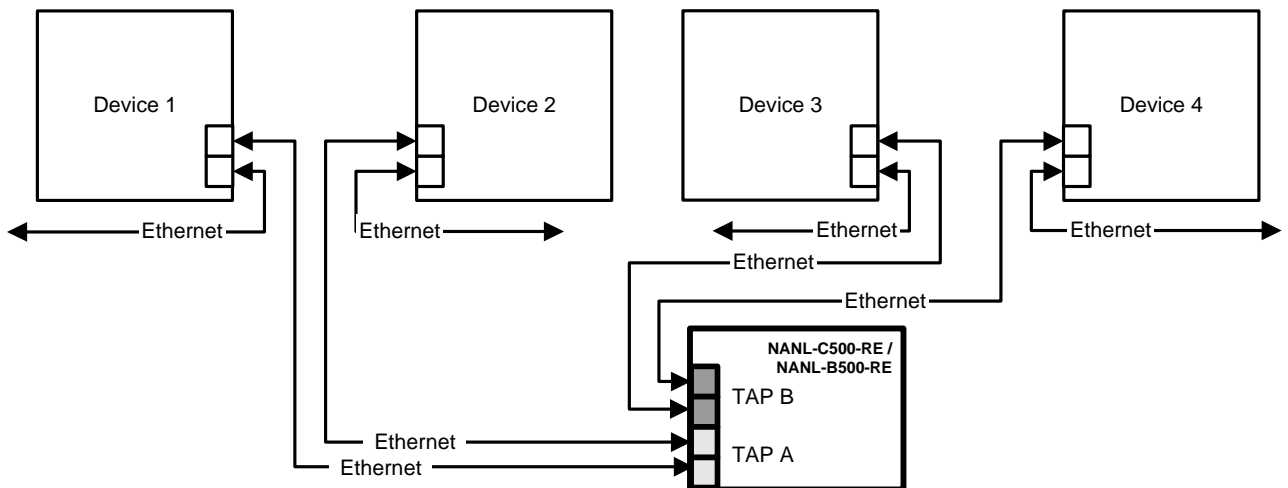 Device 1
Device 2
Device 3
Device 4
Ethernet
Ethernet
Ethernet
Ethernet
Ethernet
Ethernet
NANL-C500-RE /
NANL-B500-RE
TAP B
Ethernet
TAP A
Ethernet